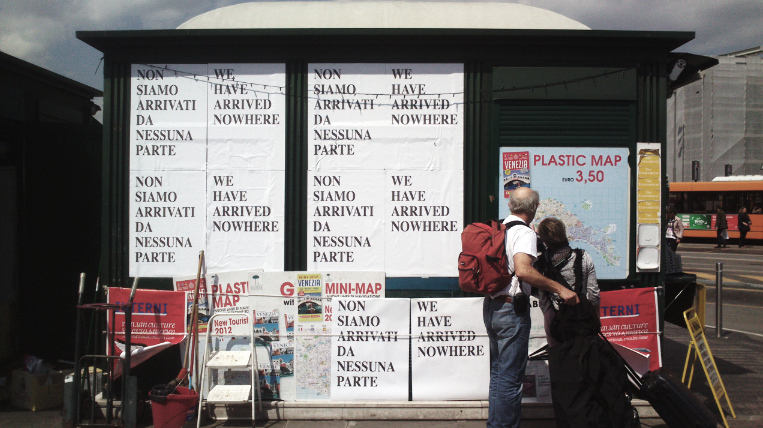 NON
SIAMO
ARRIVATI
DA
NESSUNA
PARTE
WE
HAVE
ARRIVED
NOWHERE
NON
SIAMO
ARRIVATI
DA
NESSUNA
PARTE
WE
HAVE
ARRIVED
NOWHERE
NON
SIAMO
ARRIVATI
DA
NESSUNA
PARTE
WE
HAVE
ARRIVED
NOWHERE
NON
SIAMO
ARRIVATI
DA
NESSUNA
PARTE
WE
HAVE
ARRIVED
NOWHERE
VENEZIA
PLASTIC MAP
EURO 3,50
MAP
New Tourist
2012
VENEZIA
MINI-MAP
NON
SIAMO
ARRIVATI
DA
NESSUNA
PARTE
WE
HAVE
ARRIVED
NOWHERE